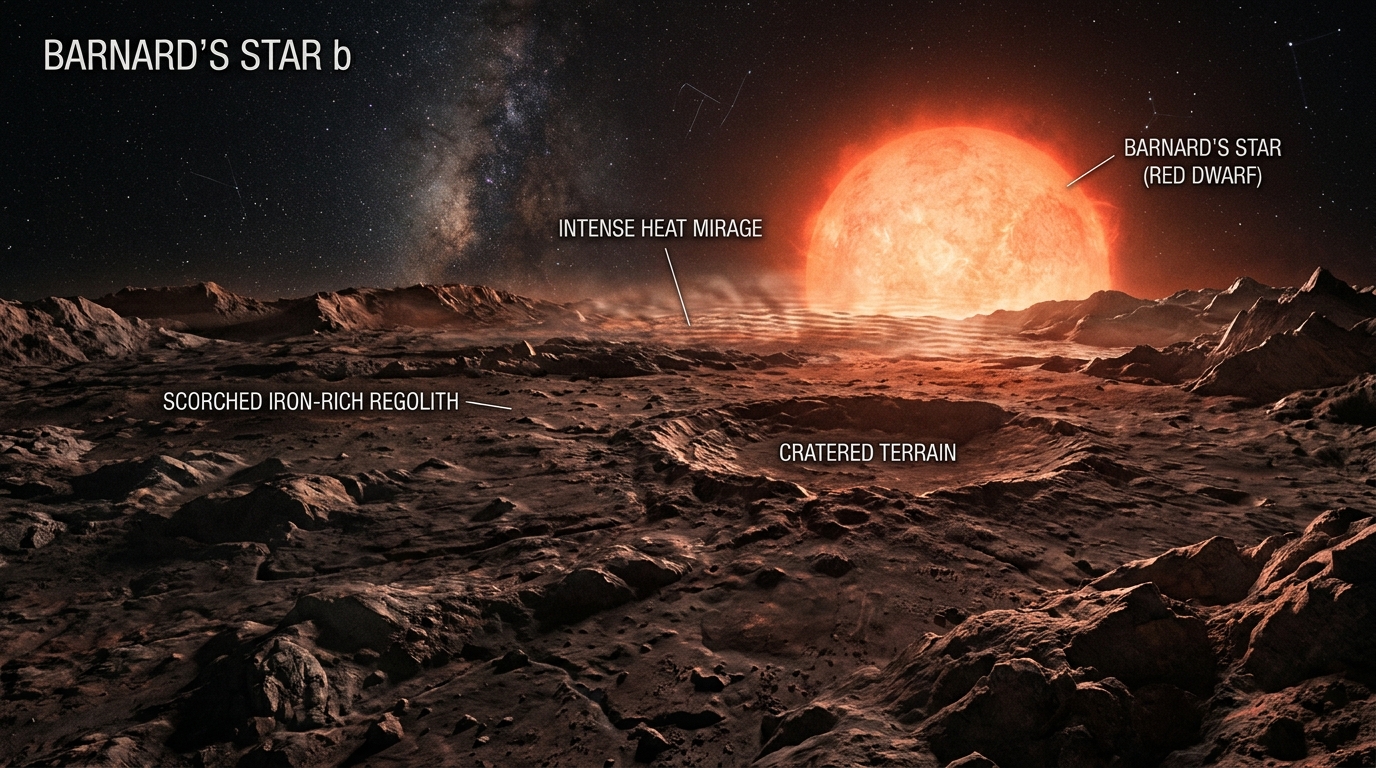 BARNARD'S STAR b
BARNARD'S STAR
(RED DWARF)
INTENSE HEAT MIRAGE
SCORCHED IRON-RICH REGOLITH
CRATERED TERRAIN